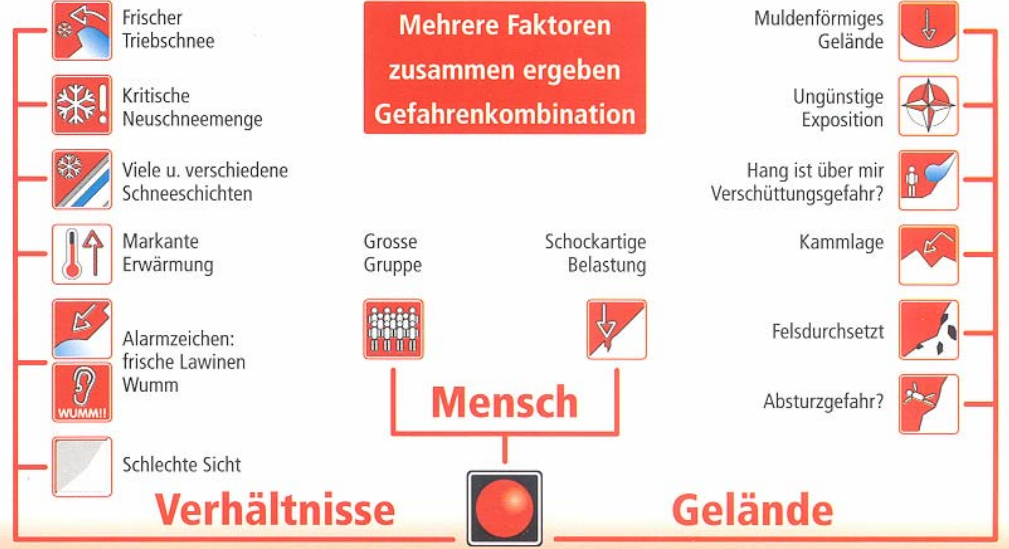 Mehrere Faktoren
zusammen ergeben
Gefahrenkombination
Frischer
Triebschnee
Kritische
Neuschneemenge
Viele u. verschiedene
Schneeschichten
Markante
Erwärmung
Alarmzeichen:
frische Lawinen
Wumm
WUMM!!
Schlechte Sicht
Verhältnisse
Grosse
Gruppe
Schockartige
Belastung
Mensch
Muldenförmiges
Gelände
Ungünstige
Exposition
Hang ist über mir
Verschüttungsgefahr?
Kammlage
Felsdurchsetzt
Absturzgefahr?
Gelände